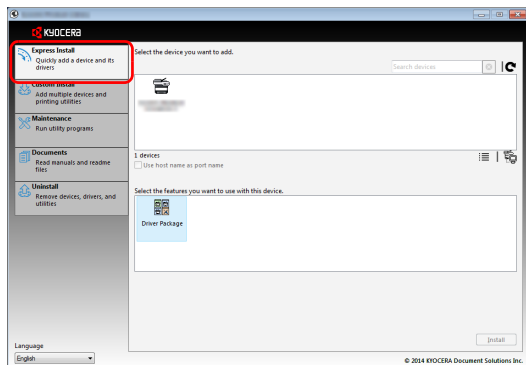 KYOCERA
Express Install
Quickly add a device and its
drivers
Custom Install
Add multiple devices and
printing utilities
Maintenance
Run utility programs
Documents
Read manuals and readme
files
Uninstall
Remove devices, drivers, and
utilities
Language
English
Select the device you want to add.
Search devices
1 devices
Use host name as port name
Select the features you want to use with this device.
Driver Package
Install
© 2014 KYOCERA Document Solutions Inc.